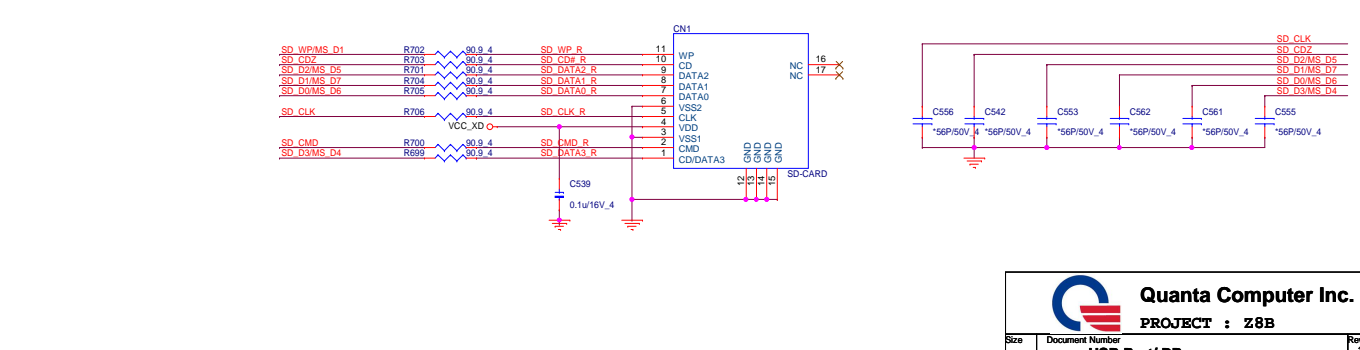 CN1
SD_WP/MS_D1 R702 90.9_4 SD_WP_R 11 WP
SD_CDZ R703 90.9_4 SD_CD#_R 10 CD
SD_D2/MS_D5 R701 90.9_4 SD_DATA2_R 9 DATA2
SD_D1/MS_D7 R704 90.9_4 SD_DATA1_R 8 DATA1
SD_D0/MS_D6 R705 90.9_4 SD_DATA0_R 7 DATA0
6 VSS2
SD_CLK R706 90.9_4 SD_CLK_R 5 CLK
VCC_XD 4 VDD
3 VSS1
SD_CMD R700 90.9_4 SD_CMD_R 2 CMD
SD_D3/MS_D4 R699 90.9_4 SD_DATA3_R 1 CD/DATA3
NC 16
NC 17
GND GND GND GND
12 13 14 15
SD-CARD
C539
0.1u/16V_4
SD_CLK
SD_CDZ
SD_D2/MS_D5
SD_D1/MS_D7
SD_D0/MS_D6
SD_D3/MS_D4
C556 C542 C553 C562 C561 C555
*56P/50V_4 *56P/50V_4 *56P/50V_4 *56P/50V_4 *56P/50V_4 *56P/50V_4
Quanta Computer Inc.
PROJECT : Z8B
Size Document Number